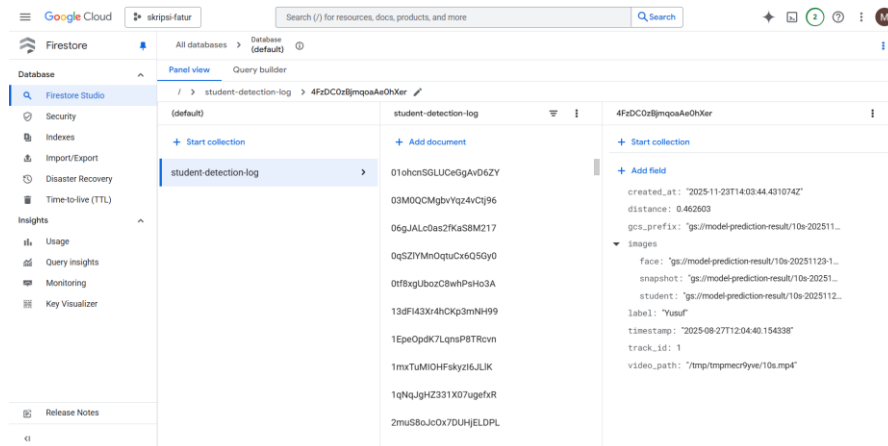 Google Cloud
skripsi-fatur
Search (/) for resources, docs, products, and more
Search
2
M
Firestore
All databases
Database
(default)
Database
Panel view
Query builder
Firestore Studio
/ > student-detection-log > 4FzDC0zBjmqoaAe0hXer
Security
Indexes
Import/Export
Disaster Recovery
Time-to-live (TTL)
Insights
Usage
Query insights
Monitoring
Key Visualizer
Release Notes
(default)
+ Start collection
student-detection-log
student-detection-log
+ Add document
01ohcnSGLUCeGgAvD6ZY
03M0QCMgbvYqz4vCtj96
06gJALc0as2fKaS8M217
0qSZlYMnOqtuCx6Q5Gy0
0tf8xgUbozC8whPsHo3A
13dFI43Xr4hCKp3mNH99
1EpeOpdK7LqnsP8TRcvn
1mxTuMIOHFskyzI6JLlK
1qNqJgHZ331X07ugefxR
2muS8oJcOx7DUHjELDPL
4FzDC0zBjmqoaAe0hXer
+ Start collection
+ Add field
created_at: "2025-11-23T14:03:44.431074Z"
distance: 0.462603
gcs_prefix: "gs://model-prediction-result/10s-202511...
images
face: "gs://model-prediction-result/10s-20251123-1...
snapshot: "gs://model-prediction-result/10s-20251...
student: "gs://model-prediction-result/10s-2025112...
label: "Yusuf"
timestamp: "2025-08-27T12:04:40.154338"
track_id: 1
video_path: "/tmp/tmpmecr9yve/10s.mp4"